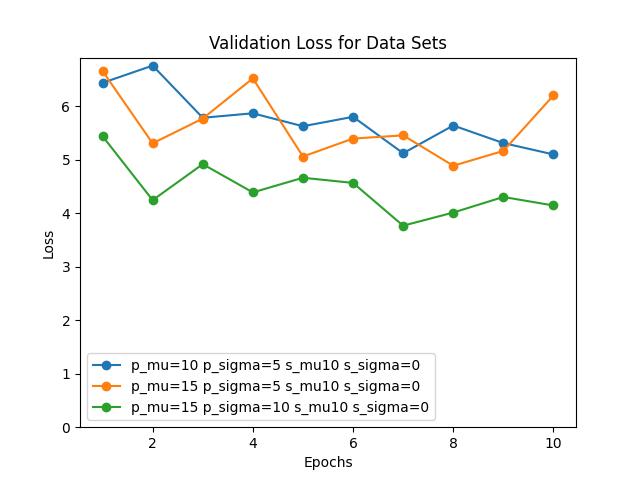 Validation Loss for Data Sets
Loss
6
5
4
3
2
1
0
p_mu=10 p_sigma=5 s_mu10 s_sigma=0
p_mu=15 p_sigma=5 s_mu10 s_sigma=0
p_mu=15 p_sigma=10 s_mu10 s_sigma=0
2 4 6 8 10
Epochs